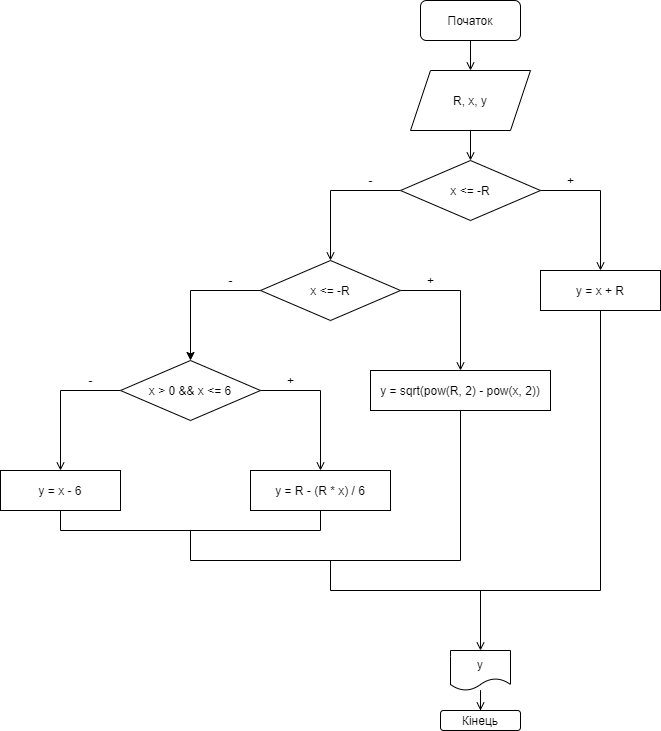 Початок
R, x, y
-
x <= -R
+
-
x <= -R
+
y = x + R
-
x > 0 && x <= 6
+
y = sqrt(pow(R, 2) - pow(x, 2))
y = x - 6
y = R - (R * x) / 6
y
Кінець